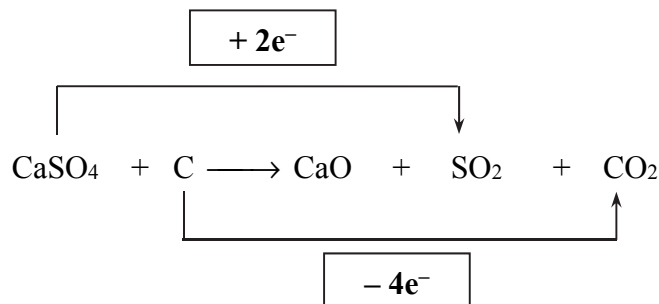 + 2e⁻
CaSO₄ + C ⟶ CaO + SO₂ + CO₂
– 4e⁻